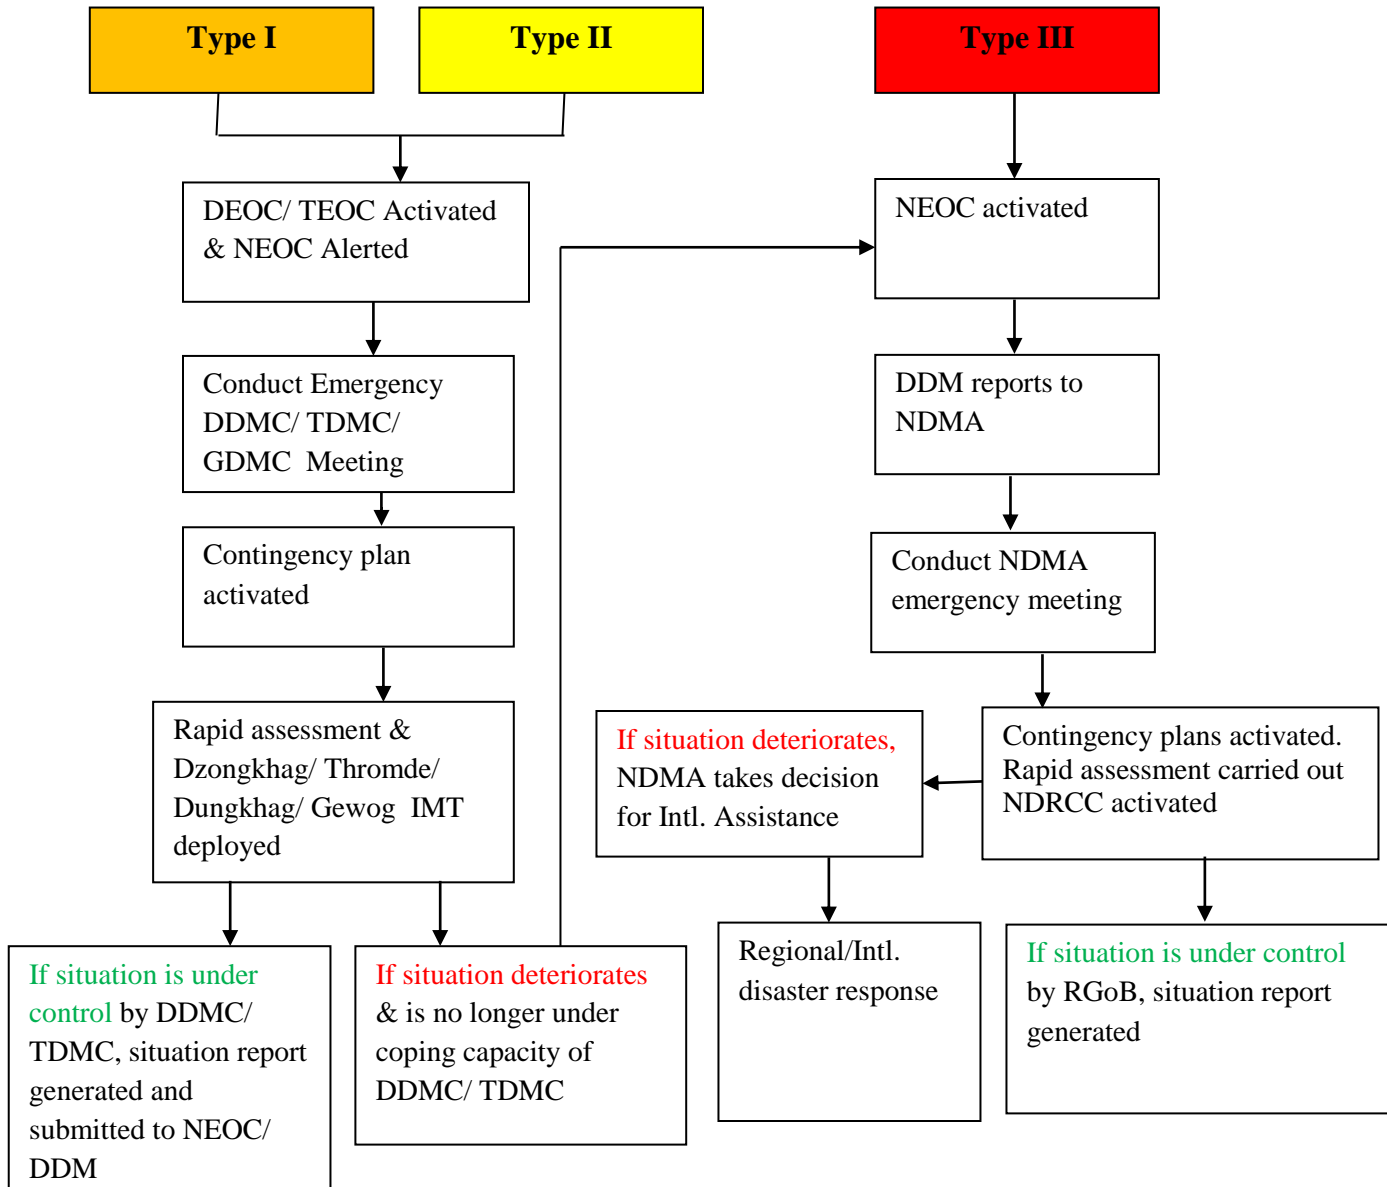 Type I
Type II
Type III
DEOC/ TEOC Activated
& NEOC Alerted
NEOC activated
Conduct Emergency
DDMC/ TDMC/
GDMC Meeting
DDM reports to
NDMA
Contingency plan
activated
Conduct NDMA
emergency meeting
Rapid assessment &
Dzongkhag/ Thromde/
Dungkhag/ Gewog IMT
deployed
If situation deteriorates,
NDMA takes decision
for Intl. Assistance
Contingency plans activated.
Rapid assessment carried out
NDRCC activated
If situation is under
control by DDMC/
TDMC, situation report
generated and
submitted to NEOC/
DDM
If situation deteriorates
& is no longer under
coping capacity of
DDMC/ TDMC
Regional/Intl.
disaster response
If situation is under control
by RGoB, situation report
generated